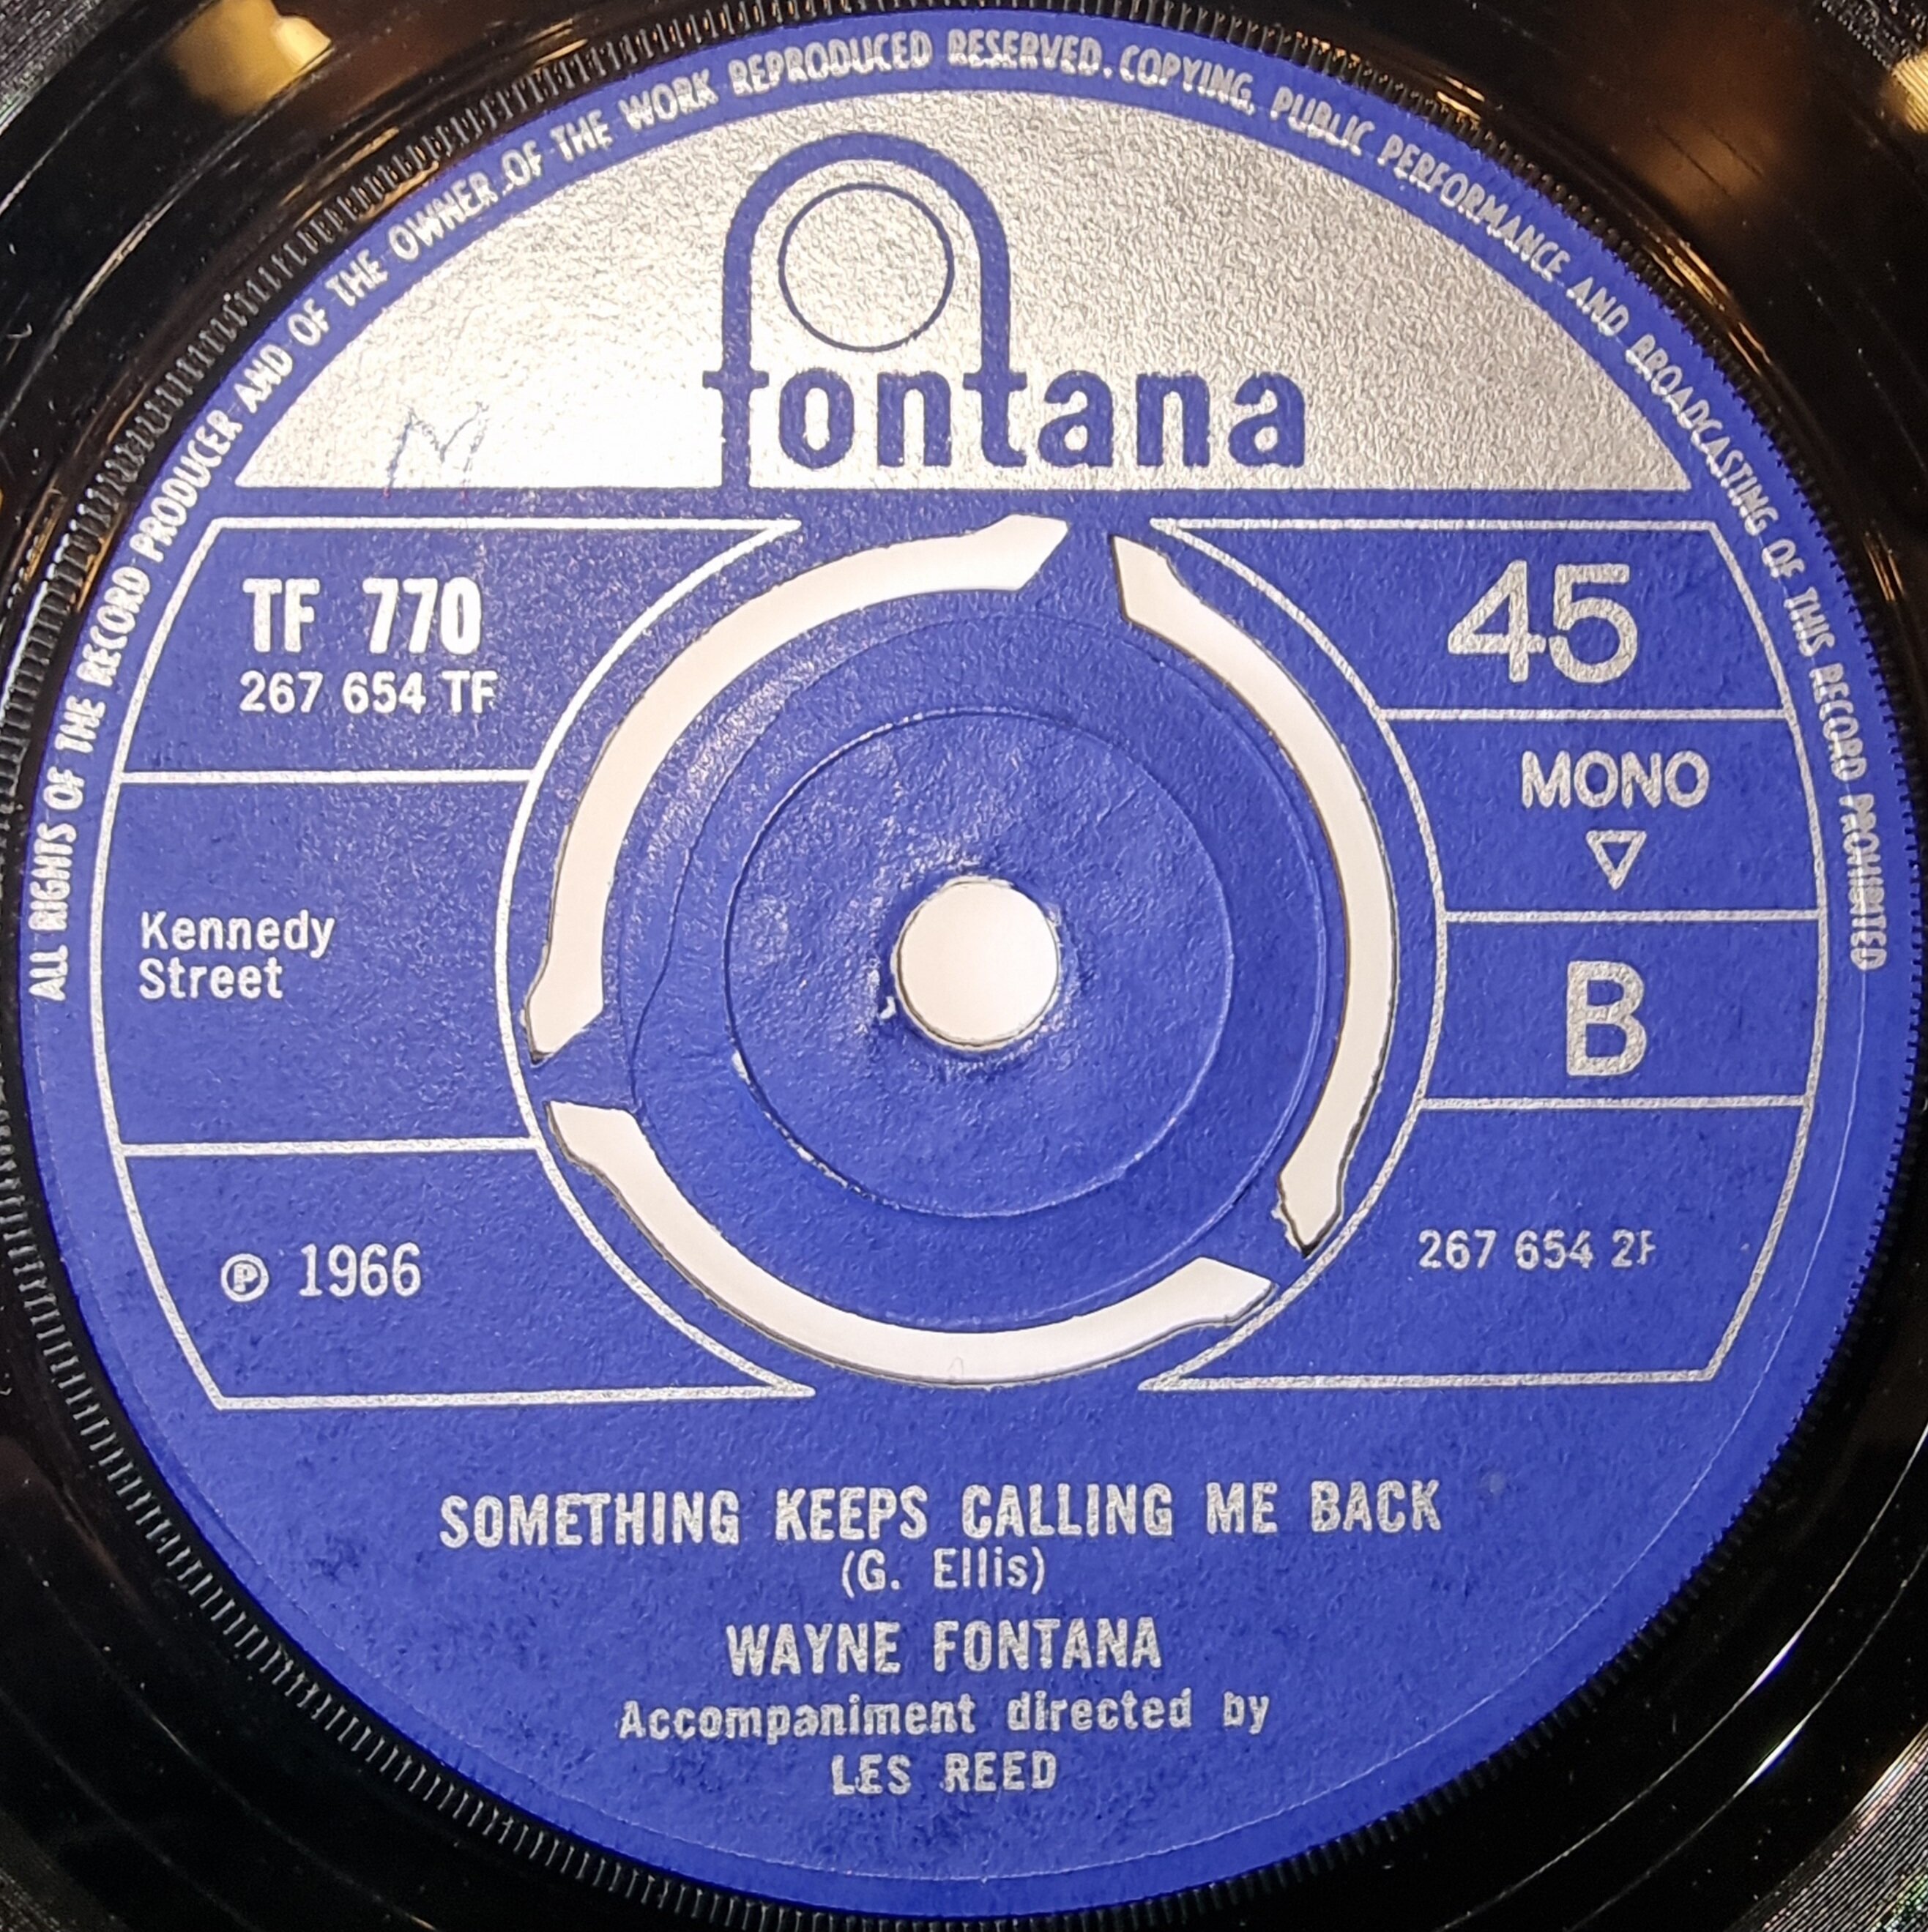 ALL RIGHTS OF THE RECORD PRODUCER AND OF THE OWNER OF THE WORK REPRODUCED RESERVED. COPYING, PUBLIC PERFORMANCE AND BROADCASTING OF THIS RECORD PROHIBITED
fontana
M
TF 770
267 654 TF
45
MONO
Kennedy
Street
B
℗ 1966
267 654 2F
SOMETHING KEEPS CALLING ME BACK
(G. Ellis)
WAYNE FONTANA
Accompaniment directed by
LES REED